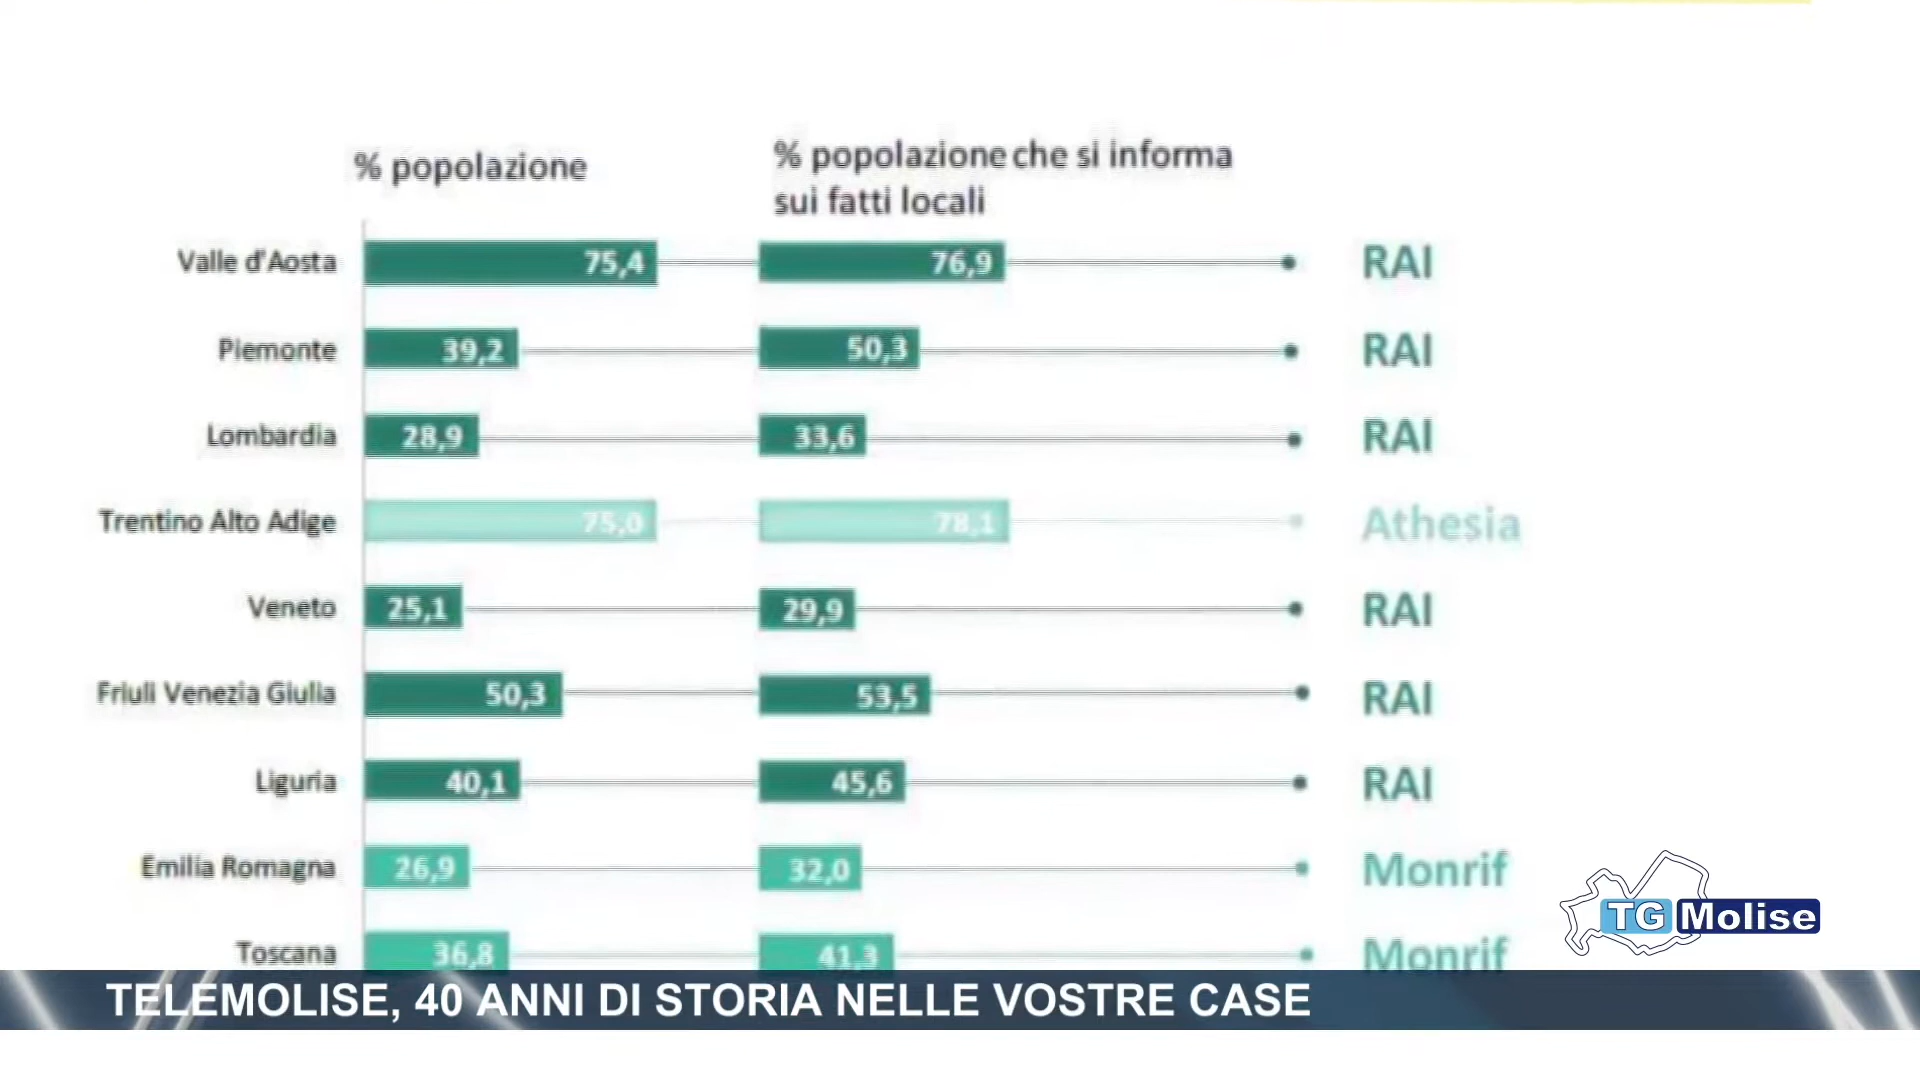 % popolazione
% popolazione che si informa
sui fatti locali
Valle d'Aosta 75,4 76,9 RAI
Piemonte 39,2 50,3 RAI
Lombardia 28,9 33,6 RAI
Trentino Alto Adige 75,0 78,1 Athesia
Veneto 25,1 29,9 RAI
Friuli Venezia Giulia 50,3 53,5 RAI
Liguria 40,1 45,6 RAI
Emilia Romagna 26,9 32,0 Monrif
Toscana 36,8 41,3 Monrif
TG Molise
TELEMOLISE, 40 ANNI DI STORIA NELLE VOSTRE CASE